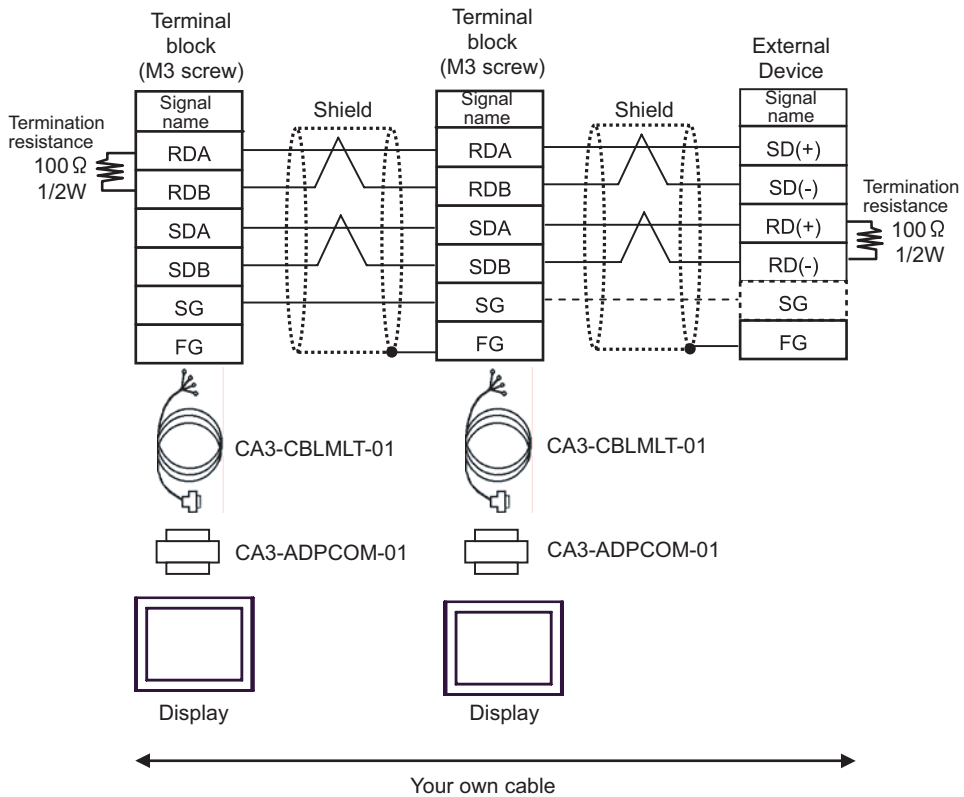 Terminal
block
(M3 screw)
Terminal
block
(M3 screw)
External
Device
Termination
resistance
100 Ω
1/2W
Signal
name
RDA
RDB
SDA
SDB
SG
FG
Shield
Signal
name
RDA
RDB
SDA
SDB
SG
FG
Shield
Signal
name
SD(+)
SD(-)
RD(+)
RD(-)
SG
FG
Termination
resistance
100 Ω
1/2W
CA3-CBLMLT-01
CA3-CBLMLT-01
CA3-ADPCOM-01
CA3-ADPCOM-01
Display
Display
Your own cable